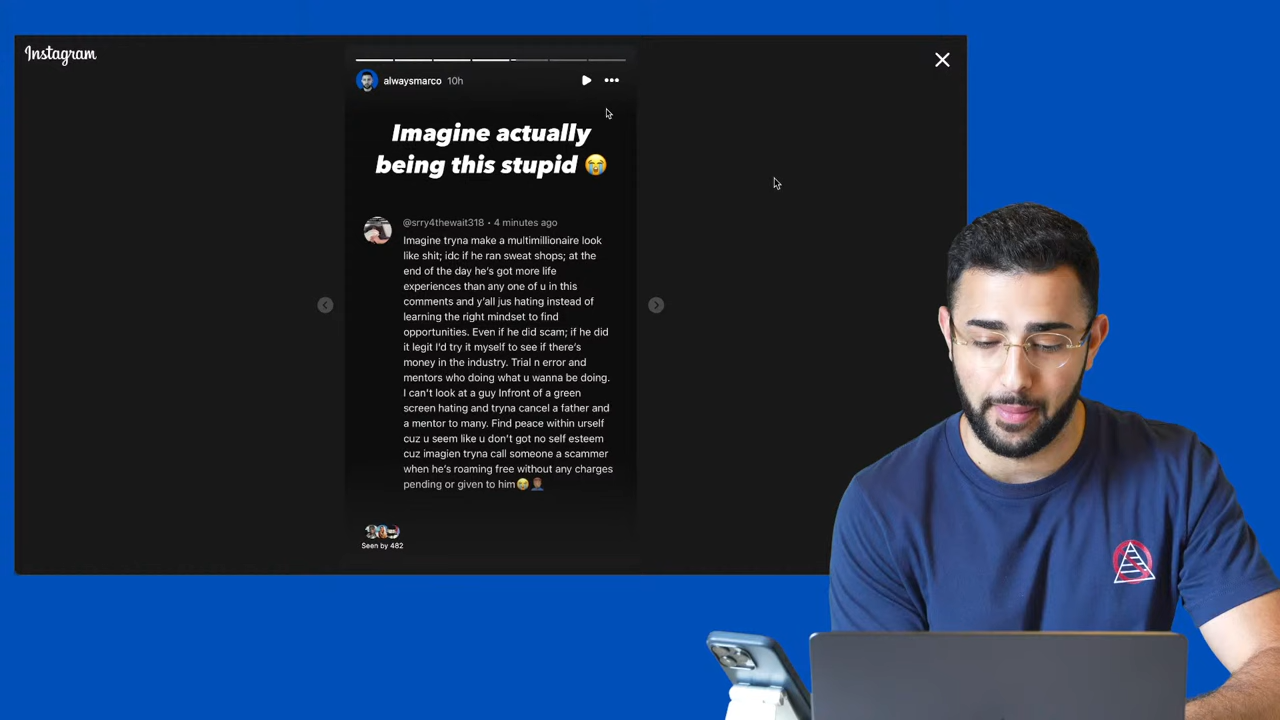 Instagram
alwaysmarco 10h
Imagine actually
being this stupid 😭
@srry4thewait318 • 4 minutes ago
Imagine tryna make a multimillionaire look
like shit; idc if he ran sweat shops; at the
end of the day he's got more life
experiences than any one of u in this
comments and y'all jus hating instead of
learning the right mindset to find
opportunities. Even if he did scam; if he did
it legit I'd try it myself to see if there's
money in the industry. Trial n error and
mentors who doing what u wanna be doing.
I can't look at a guy Infront of a green
screen hating and tryna cancel a father and
a mentor to many. Find peace within urself
cuz u seem like u don't got no self esteem
cuz imagien tryna call someone a scammer
when he's roaming free without any charges
pending or given to him😭🤦🏽‍♂️
Seen by 482